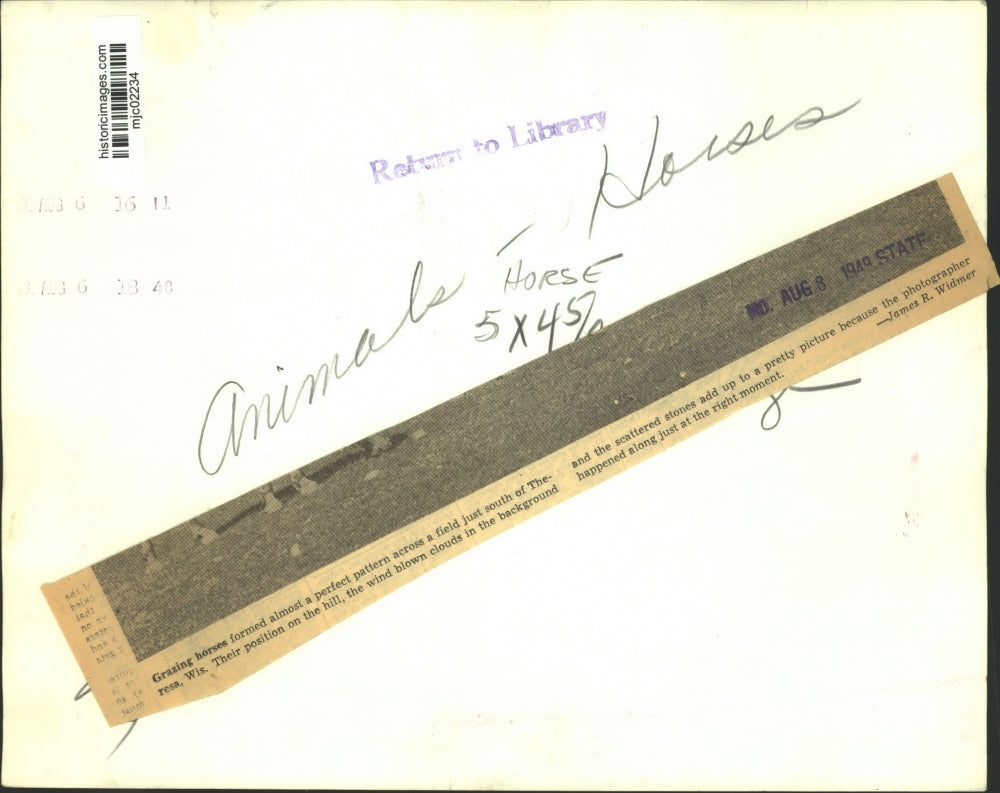 historicimages.com
mjc02234
Return to Library
Animals - Horses
HORSE
5 X 4 5/
AUG 6 16 11
AUG 6 18 48
MO. AUG 8 1949 STATE
Grazing horses formed almost a perfect pattern across a field just south of The-
resa, Wis. Their position on the hill, the wind blown clouds in the background
and the scattered stones add up to a pretty picture because the photographer
happened along just at the right moment.
—James R. Widmer